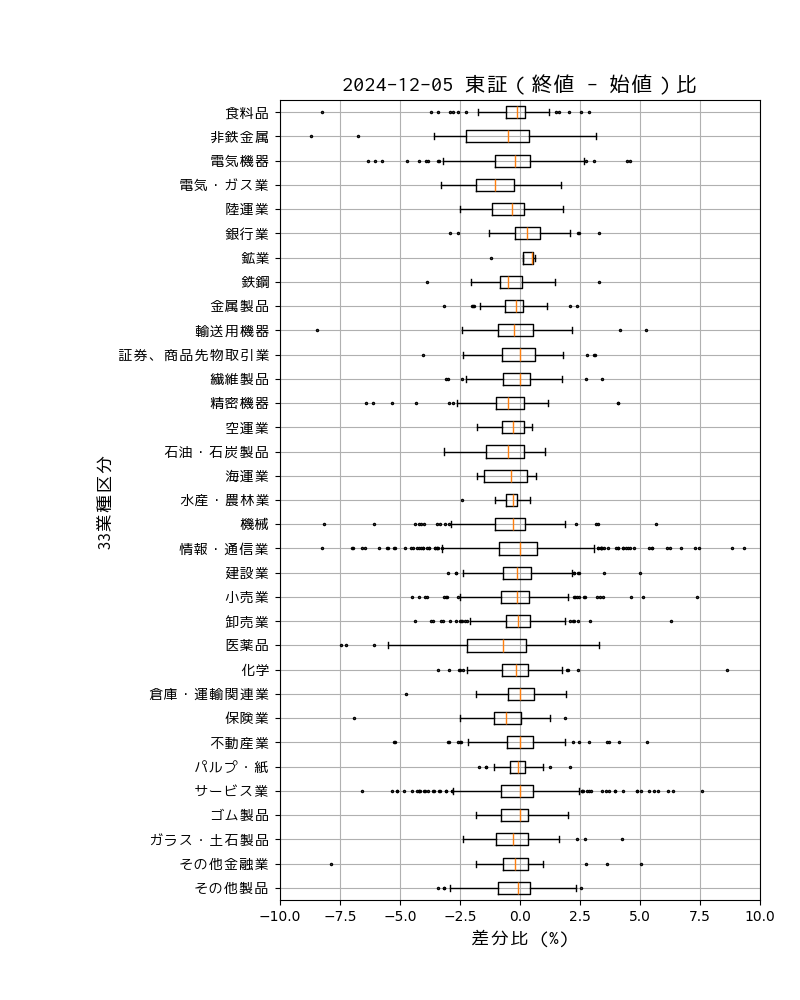 2024-12-05 東証 ( 終値 - 始値 ) 比
食料品
非鉄金属
電気機器
電気・ガス業
陸運業
銀行業
鉱業
鉄鋼
金属製品
輸送用機器
証券、商品先物取引業
繊維製品
精密機器
空運業
石油・石炭製品
海運業
水産・農林業
機械
情報・通信業
建設業
小売業
卸売業
医薬品
化学
倉庫・運輸関連業
保険業
不動産業
パルプ・紙
サービス業
ゴム製品
ガラス・土石製品
その他金融業
その他製品
33業種区分
−10.0 −7.5 −5.0 −2.5 0.0 2.5 5.0 7.5 10.0
差分比 (%)